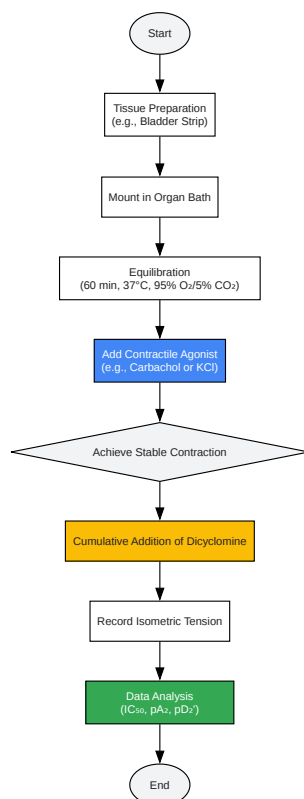 Start
Tissue Preparation
(e.g., Bladder Strip)
Mount in Organ Bath
Equilibration
(60 min, 37°C, 95% O₂/5% CO₂)
Add Contractile Agonist
(e.g., Carbachol or KCl)
Achieve Stable Contraction
Cumulative Addition of Dicyclomine
Record Isometric Tension
Data Analysis
(IC₅₀, pA₂, pD₂')
End